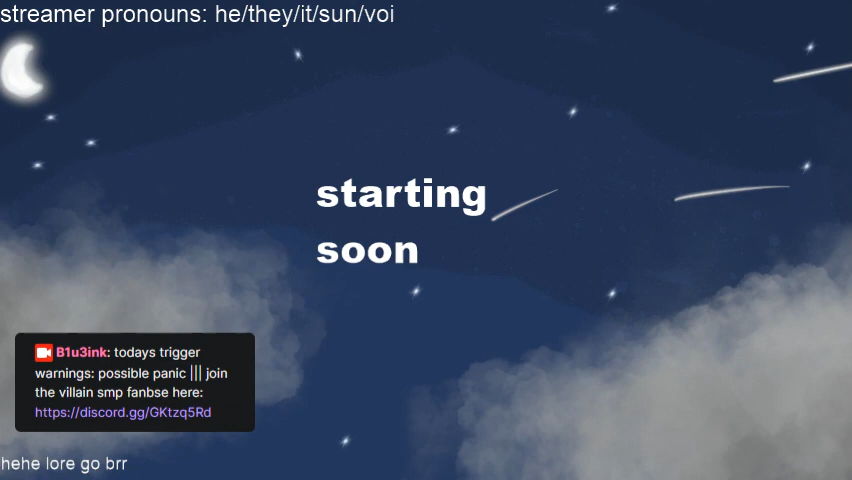 streamer pronouns: he/they/it/sun/voi
starting
soon
B1u3ink: todays trigger
warnings: possible panic ||| join
the villain smp fanbse here:
https://discord.gg/GKtzq5Rd
hehe lore go brr